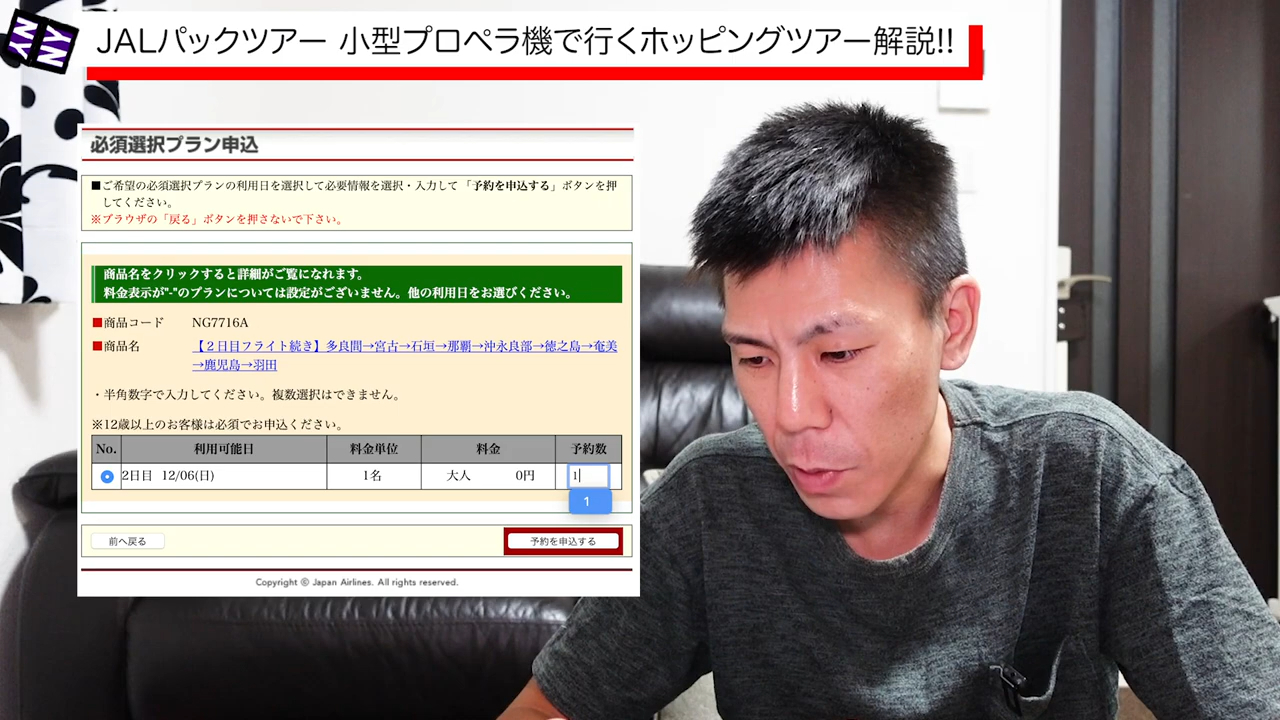 NY
NY
JALパックツアー 小型プロペラ機で行くホッピングツアー解説!!
必須選択プラン申込
■ご希望の必須選択プランの利用日を選択して必要情報を選択・入力して「予約を申込する」ボタンを押
してください。
※ブラウザの「戻る」ボタンを押さないで下さい。
商品名をクリックすると詳細がご覧になれます。
料金表示が"-"のプランについては設定がございません。他の利用日をお選びください。
■商品コード NG7716A
■商品名 【２日目フライト続き】多良間→宮古→石垣→那覇→沖永良部→徳之島→奄美
→鹿児島→羽田
・半角数字で入力してください。複数選択はできません。
※12歳以上のお客様は必須でお申込ください。
No. 利用可能日 料金単位 料金 予約数
2日目 12/06(日) 1名 大人 0円 1
1
前へ戻る 予約を申込する
Copyright © Japan Airlines. All rights reserved.